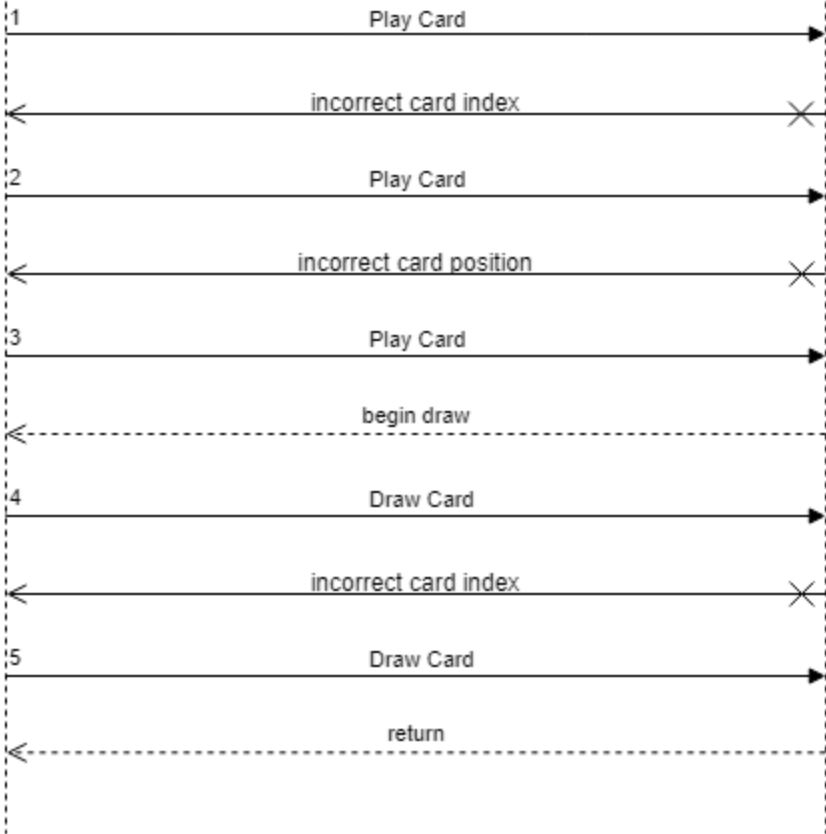 1 Play Card
incorrect card index
2 Play Card
incorrect card position
3 Play Card
begin draw
4 Draw Card
incorrect card index
5 Draw Card
return